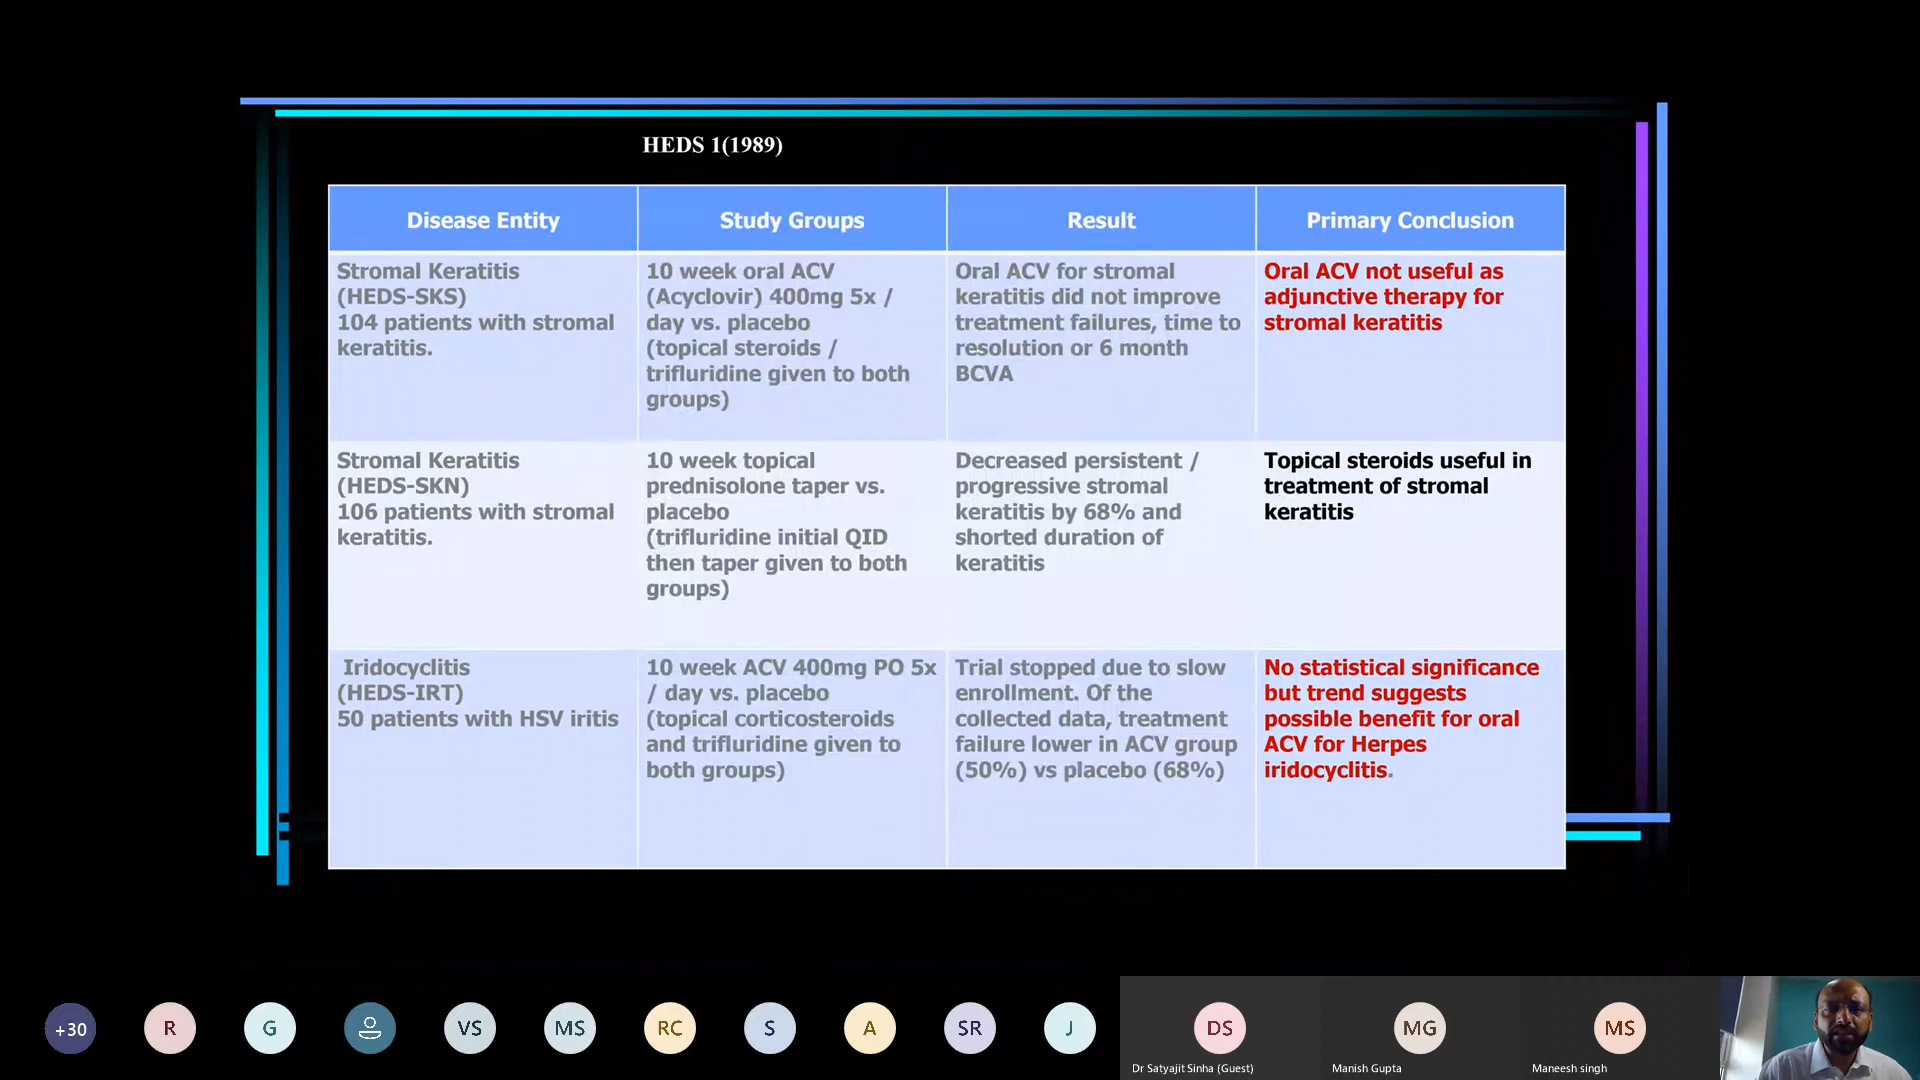 HEDS 1(1989)
Disease Entity
Study Groups
Result
Primary Conclusion
Stromal Keratitis
(HEDS-SKS)
104 patients with stromal
keratitis.
10 week oral ACV
(Acyclovir) 400mg 5x /
day vs. placebo
(topical steroids /
trifluridine given to both
groups)
Oral ACV for stromal
keratitis did not improve
treatment failures, time to
resolution or 6 month
BCVA
Oral ACV not useful as
adjunctive therapy for
stromal keratitis
Stromal Keratitis
(HEDS-SKN)
106 patients with stromal
keratitis.
10 week topical
prednisolone taper vs.
placebo
(trifluridine initial QID
then taper given to both
groups)
Decreased persistent /
progressive stromal
keratitis by 68% and
shorted duration of
keratitis
Topical steroids useful in
treatment of stromal
keratitis
Iridocyclitis
(HEDS-IRT)
50 patients with HSV iritis
10 week ACV 400mg PO 5x
/ day vs. placebo
(topical corticosteroids
and trifluridine given to
both groups)
Trial stopped due to slow
enrollment. Of the
collected data, treatment
failure lower in ACV group
(50%) vs placebo (68%)
No statistical significance
but trend suggests
possible benefit for oral
ACV for Herpes
iridocyclitis.
+30
R
G
VS
MS
RC
S
A
SR
J
DS
MG
MS
Dr Satyajit Sinha (Guest)
Manish Gupta
Maneesh singh